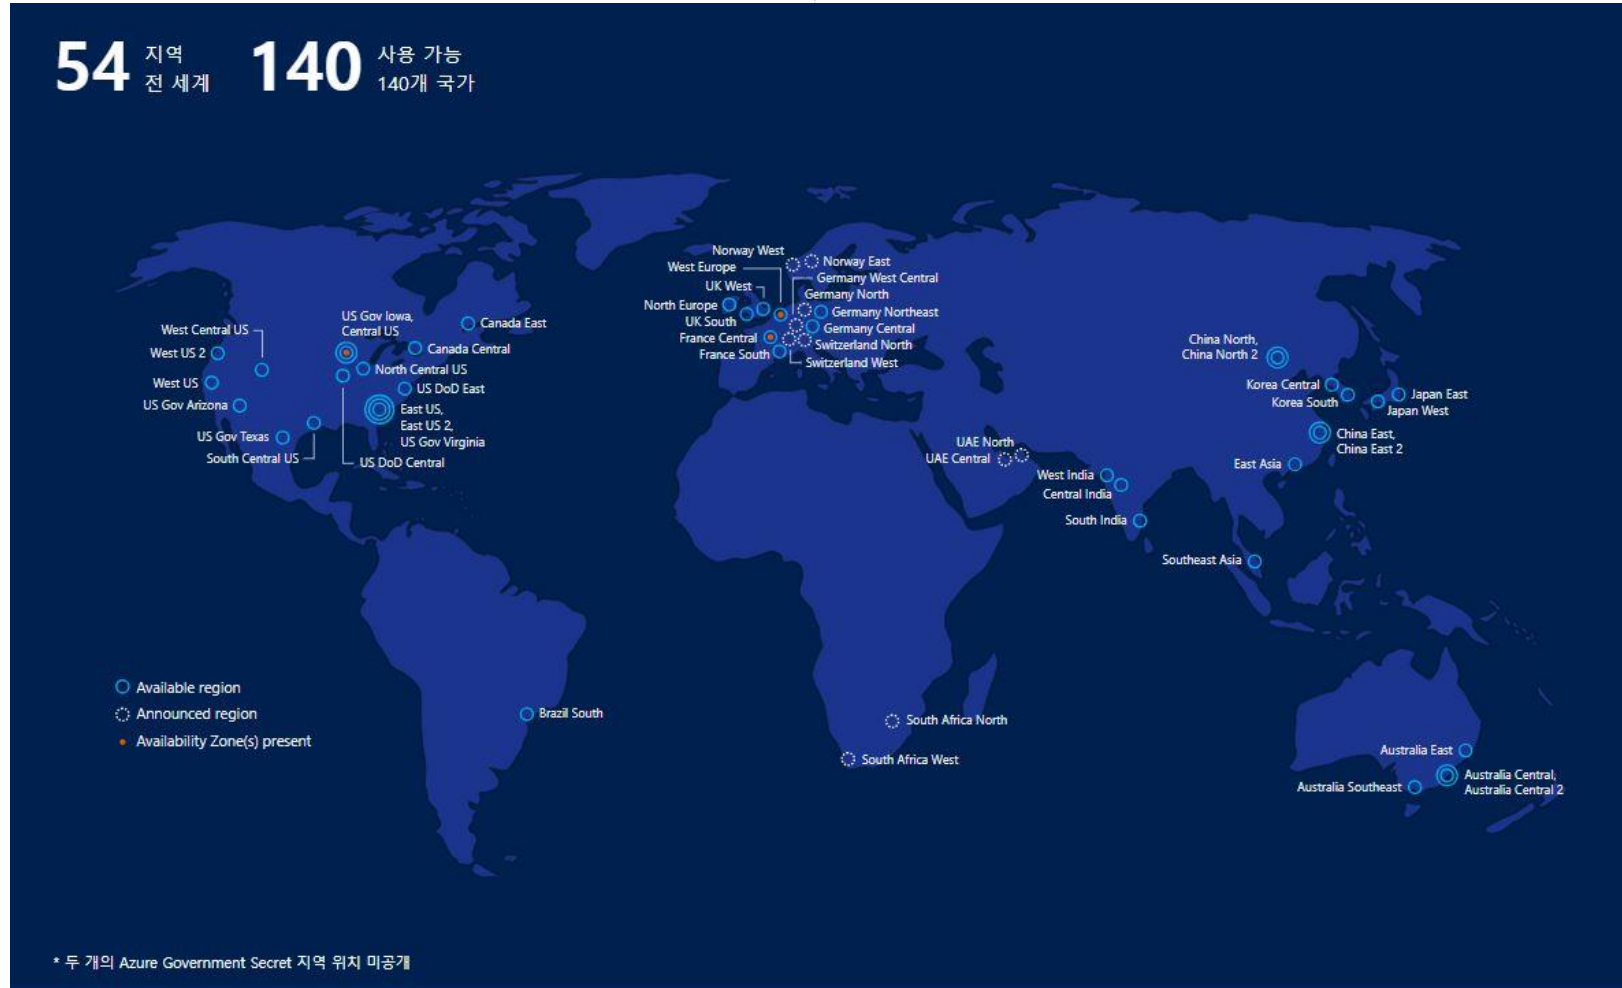 54 지역
전 세계
140 사용 가능
140개 국가
Norway West
Norway East
West Europe
Germany West Central
UK West
Germany North
North Europe
Germany Northeast
UK South
Germany Central
France Central
Switzerland North
France South
Switzerland West
US Gov Iowa,
Central US
West Central US
Canada East
West US 2
Canada Central
North Central US
West US
US DoD East
US Gov Arizona
East US,
East US 2,
US Gov Virginia
US Gov Texas
South Central US
US DoD Central
China North,
China North 2
Korea Central
Korea South
Japan East
Japan West
China East,
China East 2
UAE North
UAE Central
East Asia
West India
Central India
South India
Southeast Asia
Available region
Announced region
Availability Zone(s) present
Brazil South
South Africa North
South Africa West
Australia East
Australia Central,
Australia Central 2
Australia Southeast
* 두 개의 Azure Government Secret 지역 위치 미공개